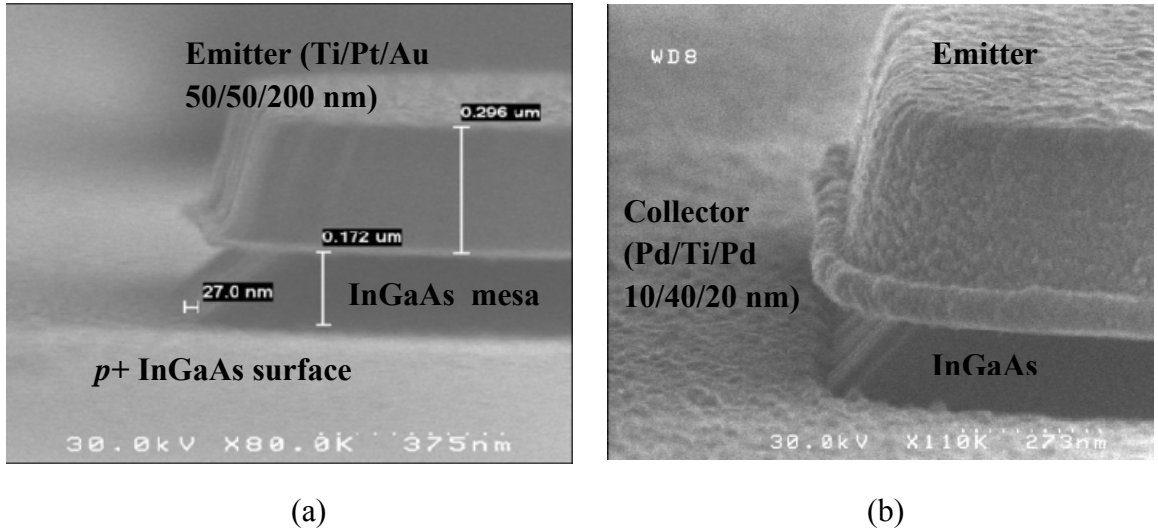 Emitter (Ti/Pt/Au
50/50/200 nm)
0.296 um
0.172 um
27.0 nm
InGaAs mesa
p+ InGaAs surface
30.0kV X80.0K 375nm
(a)
WD8
Emitter
Collector
(Pd/Ti/Pd
10/40/20 nm)
InGaAs
30.0kV X110K 273nm
(b)